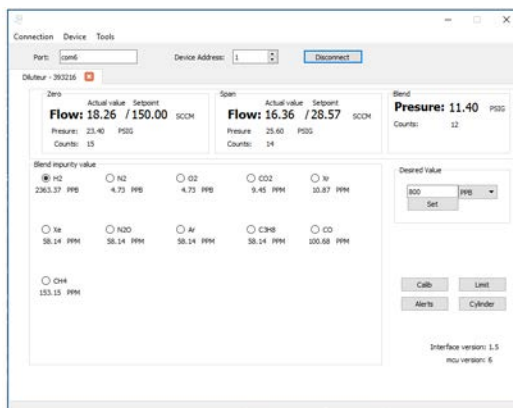 Connection Device Tools
Port: com6 Device Address: 1 Disconnect
Diluteur - 393216
Zero
Actual value Setpoint
Flow: 18.26 / 150.00 SCCM
Presure: 23.40 PSIG
Counts: 15
Span
Actual value Setpoint
Flow: 16.36 / 28.57 SCCM
Presure 25.60 PSIG
Counts: 14
Blend
Presure: 11.40 PSIG
Counts: 12
Blend impurity value
H2 N2 O2 CO2 Xr
2363.37 PPB 4.73 PPB 4.73 PPB 9.45 PPM 10.87 PPM
Xe N2O Ar C3H8 CO
58.14 PPM 58.14 PPM 58.14 PPM 58.14 PPM 100.68 PPM
CH4
153.15 PPM
Desired Value
800 PPB
Set
Calib Limit
Alerts Cylinder
Interface version: 1.5
mcu version: 6